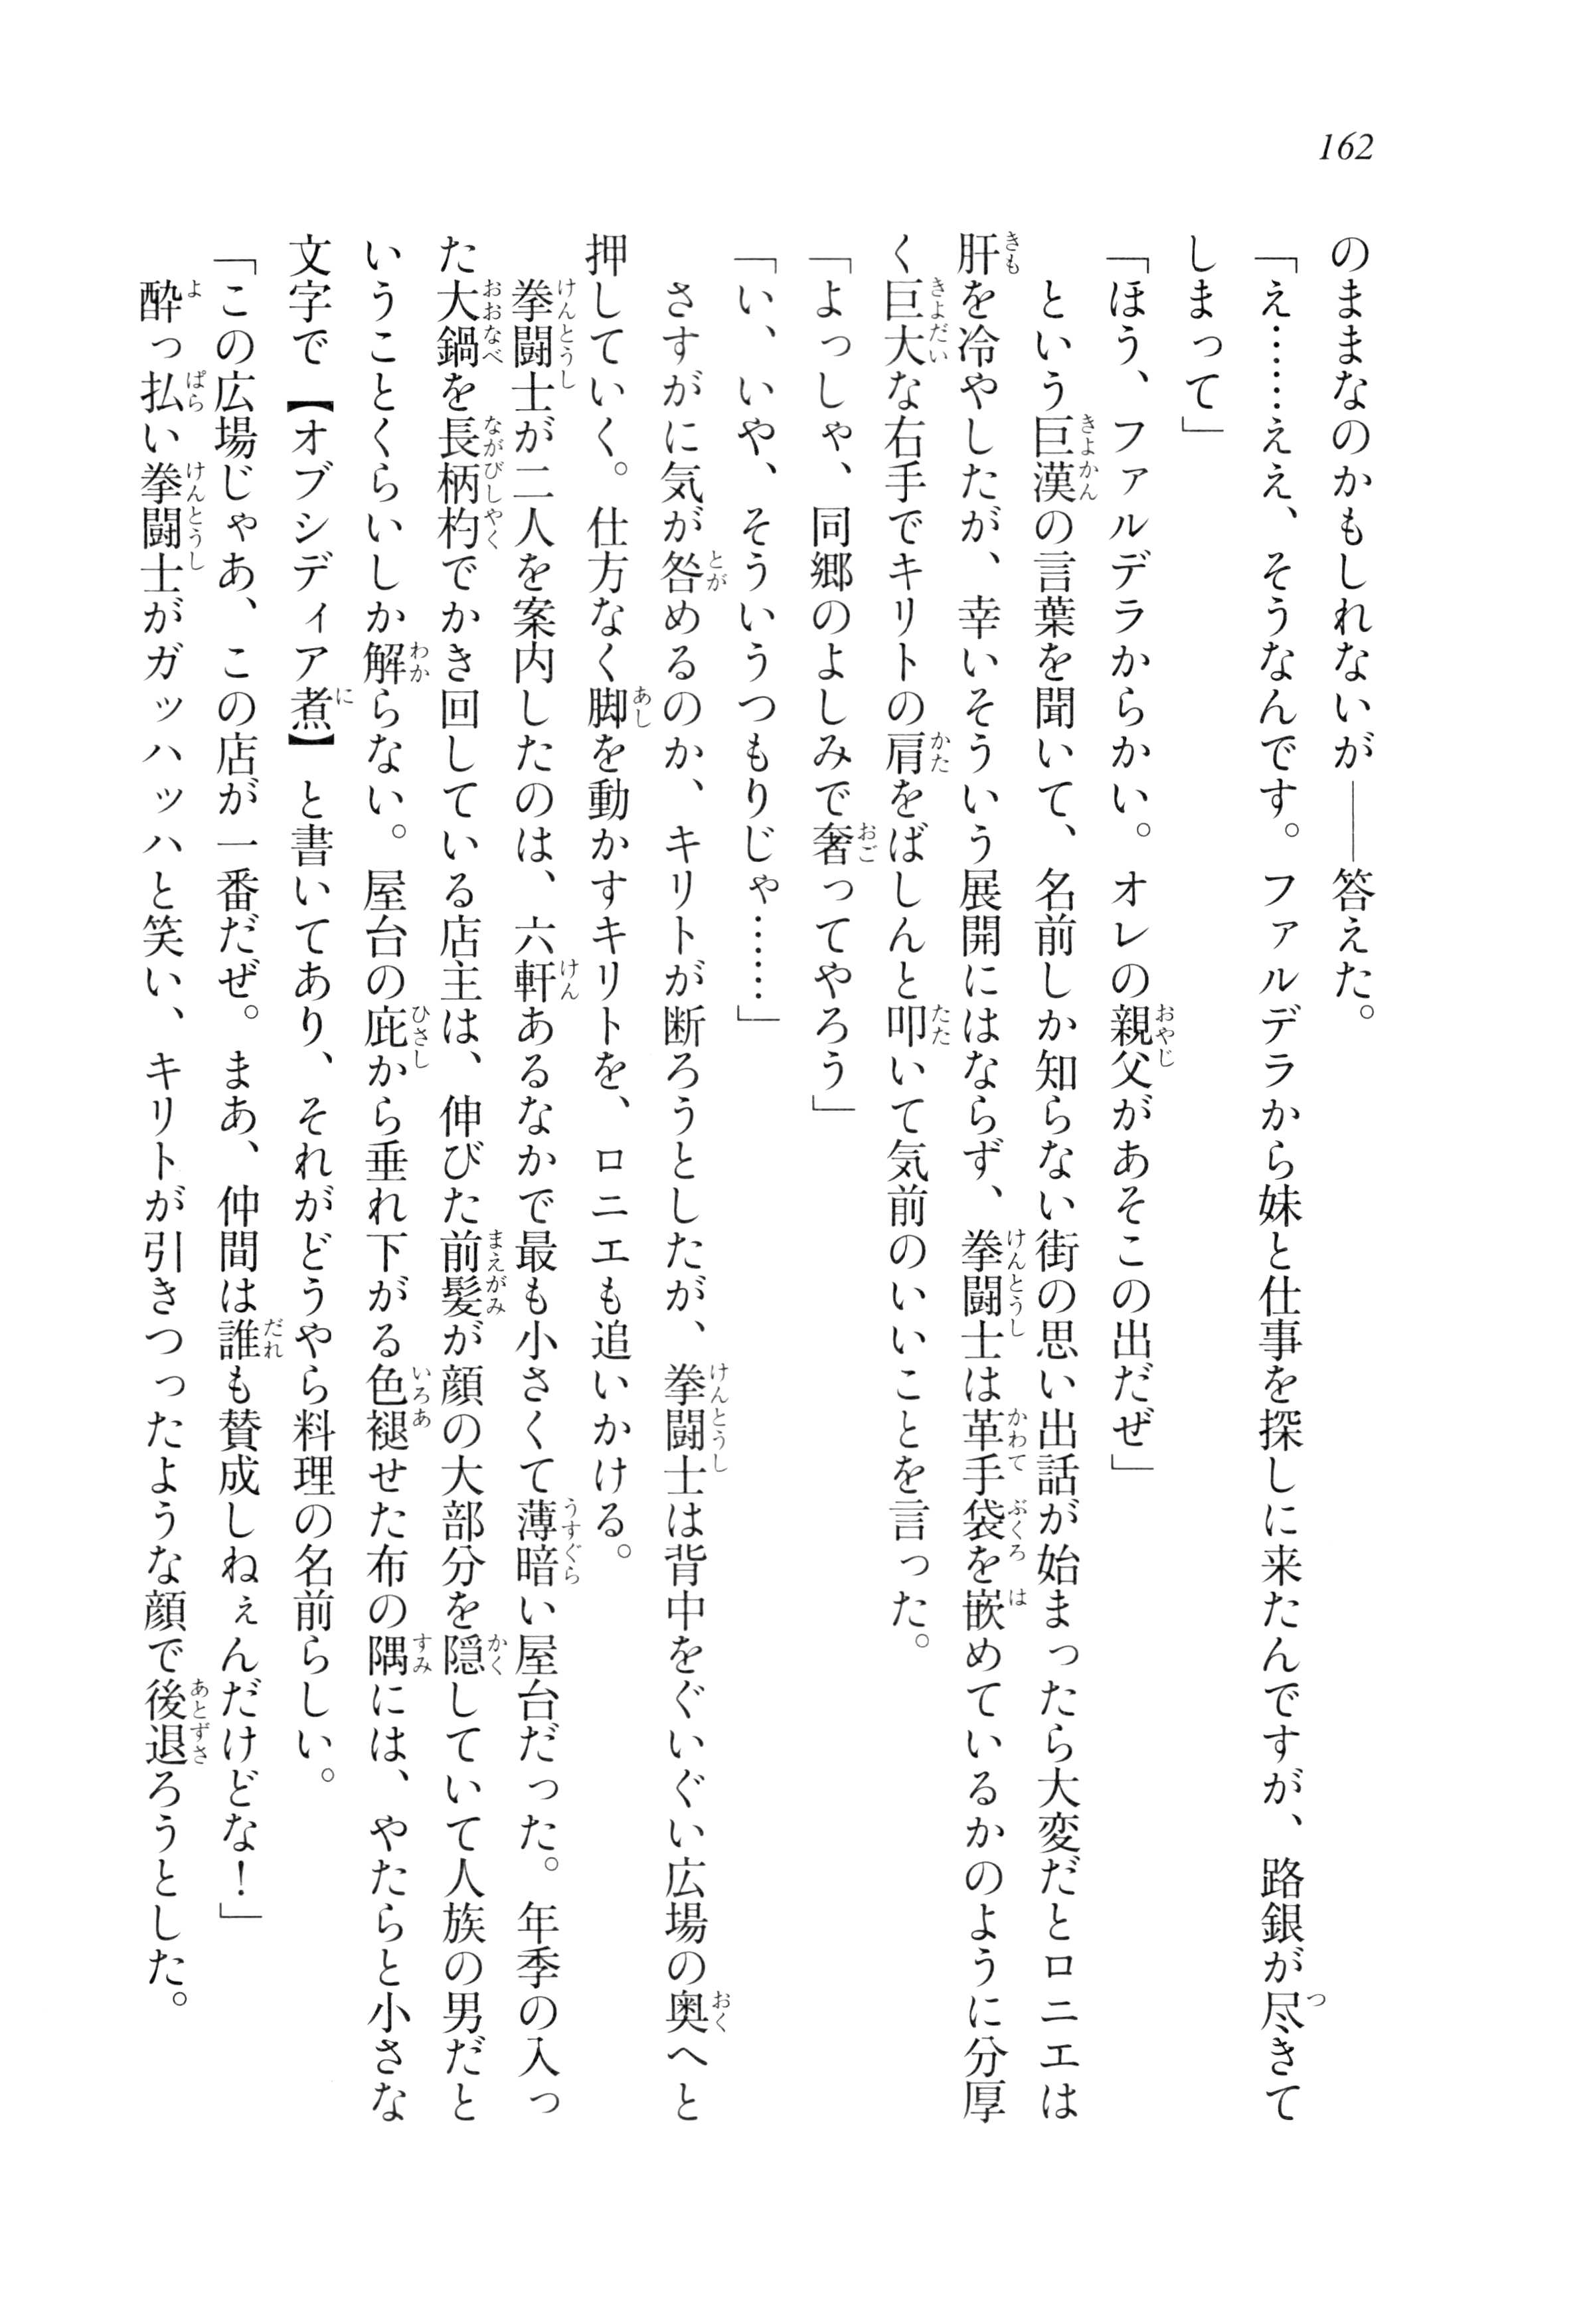 162
のままなのかもしれないが――答えた。
「え……ええ、そうなんです。ファルデラから妹と仕事を探しに来たんですが、路銀が尽きて
しまって」
「ほう、ファルデラからかい。オレの親父があそこの出だぜ」
という巨漢の言葉を聞いて、名前しか知らない街の思い出話が始まったら大変だとロニエは
肝を冷やしたが、幸いそういう展開にはならず、拳闘士は革手袋を嵌めているかのように分厚
く巨大な右手でキリトの肩をばしんと叩いて気前のいいことを言った。
「よっしゃ、同郷のよしみで奢ってやろう」
「い、いや、そういうつもりじゃ……」
さすがに気が咎めるのか、キリトが断ろうとしたが、拳闘士は背中をぐいぐい広場の奥へと
押していく。仕方なく脚を動かすキリトを、ロニエも追いかける。
拳闘士が二人を案内したのは、六軒あるなかで最も小さくて薄暗い屋台だった。年季の入っ
た大鍋を長柄杓でかき回している店主は、伸びた前髪が顔の大部分を隠していて人族の男だと
いうことくらいしか解らない。屋台の庇から垂れ下がる色褪せた布の隅には、やたらと小さな
文字で【オブシディア煮】と書いてあり、それがどうやら料理の名前らしい。
「この広場じゃあ、この店が一番だぜ。まあ、仲間は誰も賛成しねぇんだけどな！」
酔っ払い拳闘士がガッハッハと笑い、キリトが引きつったような顔で後退ろうとした。